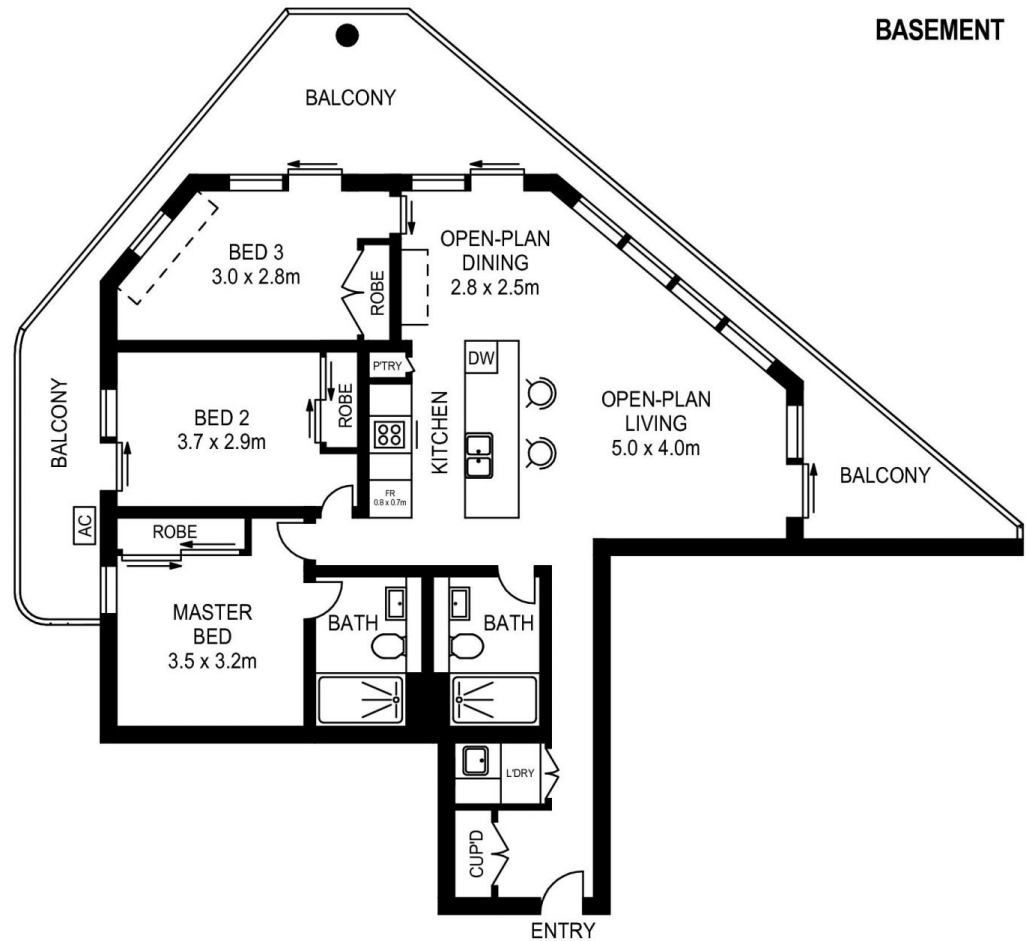 BASEMENT
BALCONY
BED 3
3.0 x 2.8m
ROBE
OPEN-PLAN
DINING
2.8 x 2.5m
P'TRY
DW
KITCHEN
OPEN-PLAN
LIVING
5.0 x 4.0m
BALCONY
BALCONY
BED 2
3.7 x 2.9m
ROBE
FR
0.8 x 0.7m
AC
ROBE
MASTER
BED
3.5 x 3.2m
BATH
BATH
L'DRY
CUP'D
ENTRY